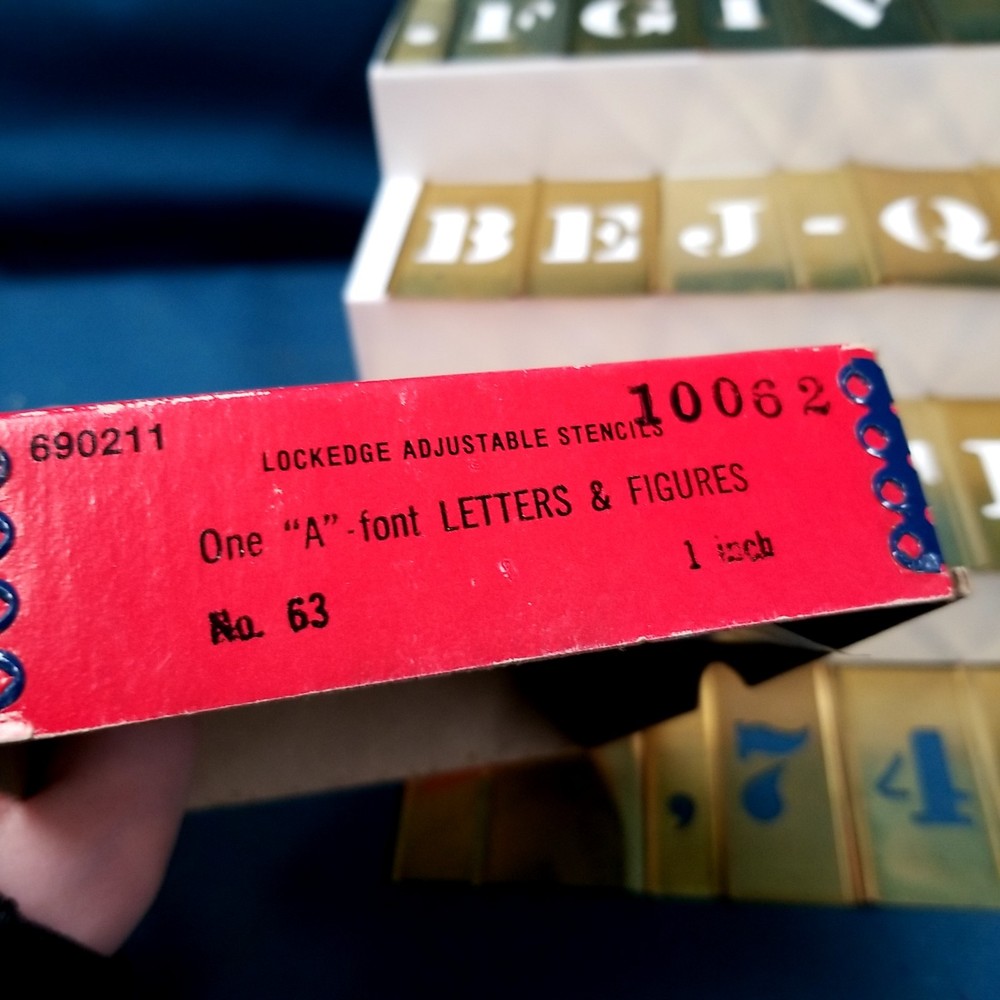 . F G I
B E J - Q
690211
10062
LOCKEDGE ADJUSTABLE STENCILS
One “A”-font LETTERS & FIGURES
No. 63 1 inch
, 7 4